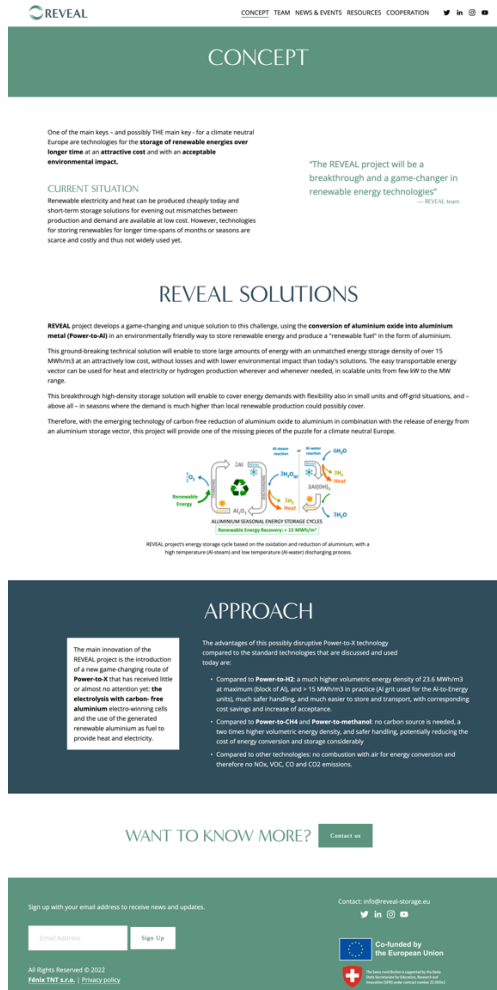 REVEAL
CONCEPT TEAM NEWS & EVENTS RESOURCES COOPERATION
CONCEPT
One of the main keys – and possibly THE main key - for a climate neutral
Europe are technologies for the storage of renewable energies over
longer time at an attractive cost and with an acceptable
environmental impact.
"The REVEAL project will be a
breakthrough and a game-changer in
renewable energy technologies"
— REVEAL team
CURRENT SITUATION
Renewable electricity and heat can be produced cheaply today and
short-term storage solutions for evening out mismatches between
production and demand are available at low cost. However, technologies
for storing renewables for longer time-spans of months or seasons are
scarce and costly and thus not widely used yet.
REVEAL SOLUTIONS
REVEAL project develops a game-changing and unique solution to this challenge, using the conversion of aluminium oxide into aluminium
metal (Power-to-Al) in an environmentally friendly way to store renewable energy and produce a "renewable fuel" in the form of aluminium.
This ground-breaking technical solution will enable to store large amounts of energy with an unmatched energy storage density of over 15
MWh/m3 at an attractively low cost, without losses and with lower environmental impact than today's solutions. The easy transportable energy
vector can be used for heat and electricity or hydrogen production wherever and whenever needed, in scalable units from few kW to the MW
range.
This breakthrough high-density storage solution will enable to cover energy demands with flexibility also in small units and off-grid situations, and –
above all – in seasons where the demand is much higher than local renewable production could possibly cover.
Therefore, with the emerging technology of carbon free reduction of aluminium oxide to aluminium in combination with the release of energy from
an aluminium storage vector, this project will provide one of the missing pieces of the puzzle for a climate neutral Europe.
Al-steam reaction or Al-water reaction
6H₂O
2Al
3H₂O
3H₂
Heat
Renewable
Energy
2Al(OH)₃
3H₂
Heat
Al₂O₃
3H₂O
ALUMINIUM SEASONAL ENERGY STORAGE CYCLES
Renewable Energy Recovery: > 15 MWh/m³
REVEAL project's energy storage cycle based on the oxidation and reduction of aluminium, with a
high temperature (Al-steam) and low temperature (Al-water) discharging process.
APPROACH
The main innovation of the
REVEAL project is the introduction
of a new game-changing route of
Power-to-X that has received little
or almost no attention yet: the
electrolysis with carbon- free
aluminium electro-winning cells
and the use of the generated
renewable aluminium as fuel to
provide heat and electricity.
The advantages of this possibly disruptive Power-to-X technology
compared to the standard technologies that are discussed and used
today are:
• Compared to Power-to-H2: a much higher volumetric energy density of 23.6 MWh/m3
at maximum (block of Al), and > 15 MWh/m3 in practice (Al grit used for the Al-to-Energy
units), much safer handling, and much easier to store and transport, with corresponding
cost savings and increase of acceptance.
• Compared to Power-to-CH4 and Power-to-methanol: no carbon source is needed, a
two times higher volumetric energy density, and safer handling, potentially reducing the
cost of energy conversion and storage considerably
• Compared to other technologies: no combustion with air for energy conversion and
therefore no NOx, VOC, CO and CO2 emissions.
WANT TO KNOW MORE?
Contact us
Sign up with your email address to receive news and updates.
Email Address
Sign Up
All Rights Reserved © 2022
Fénix TNT s.r.o. | Privacy policy
Contact: info@reveal-storage.eu
Co-funded by
the European Union